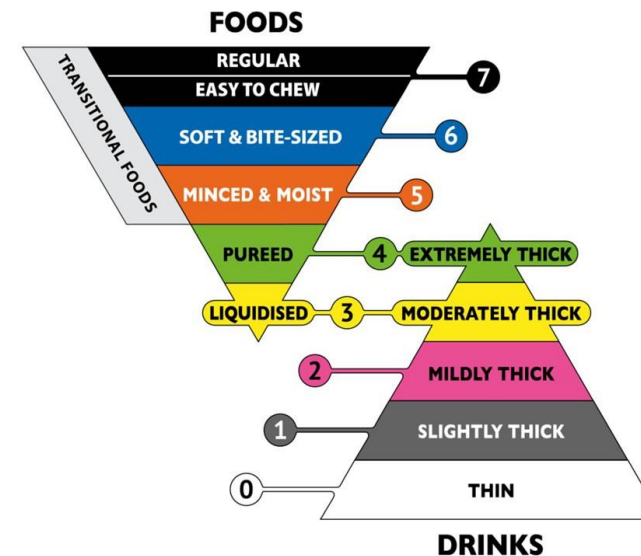 FOODS
TRANSITIONAL FOODS
REGULAR
7
EASY TO CHEW
SOFT & BITE-SIZED
6
MINCED & MOIST
5
PUREED
4
EXTREMELY THICK
LIQUIDISED
3
MODERATELY THICK
2
MILDLY THICK
1
SLIGHTLY THICK
0
THIN
DRINKS